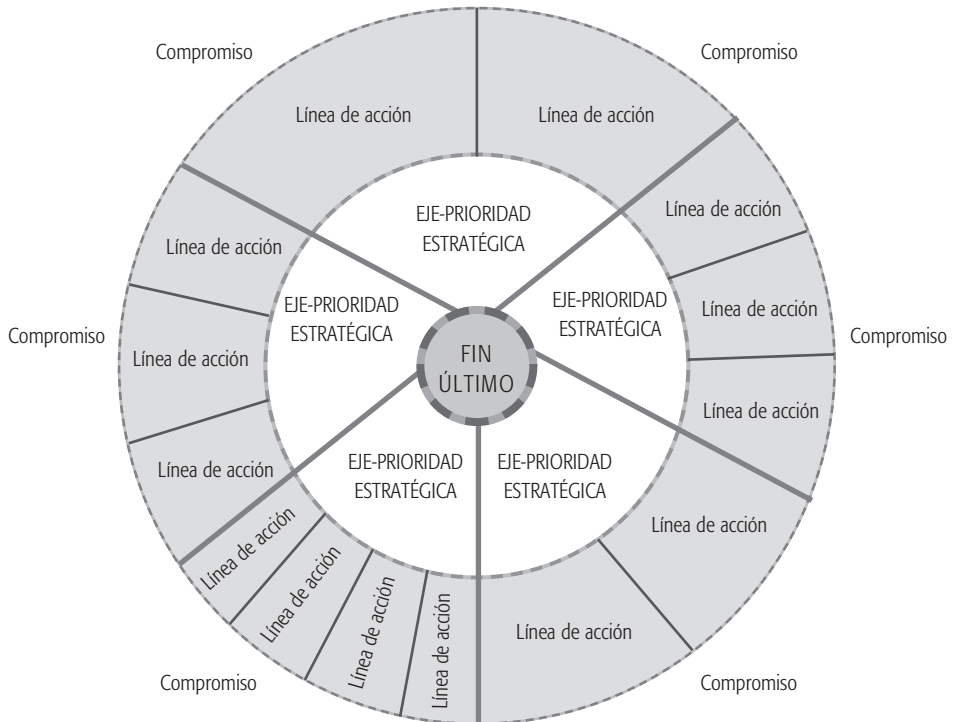 Compromiso
Compromiso
Línea de acción
Línea de acción
EJE-PRIORIDAD
ESTRATÉGICA
Línea de acción
Línea de acción
EJE-PRIORIDAD
ESTRATÉGICA
EJE-PRIORIDAD
ESTRATÉGICA
Línea de acción
Compromiso
Línea de acción
Compromiso
FIN
ÚLTIMO
Línea de acción
Línea de acción
EJE-PRIORIDAD
ESTRATÉGICA
EJE-PRIORIDAD
ESTRATÉGICA
Línea de acción
Línea de acción
Línea de acción
Línea de acción
Línea de acción
Línea de acción
Compromiso
Compromiso